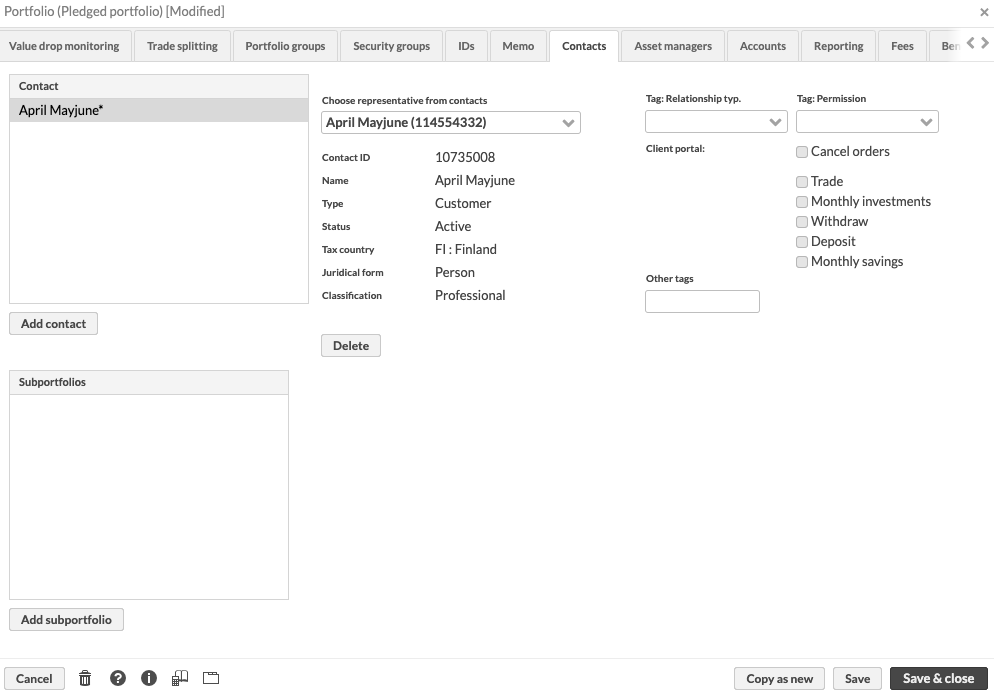 Portfolio (Pledged portfolio) [Modified]
Value drop monitoring
Trade splitting
Portfolio groups
Security groups
IDs
Memo
Contacts
Asset managers
Accounts
Reporting
Fees
Contact
April Mayjune*
Add contact
Subportfolios
Add subportfolio
Choose representative from contacts
April Mayjune (114554332)
Contact ID 10735008
Name April Mayjune
Type Customer
Status Active
Tax country FI : Finland
Juridical form Person
Classification Professional
Delete
Tag: Relationship typ.
Tag: Permission
Client portal:
Cancel orders
Trade
Monthly investments
Withdraw
Deposit
Monthly savings
Other tags
Cancel
Copy as new
Save
Save & close